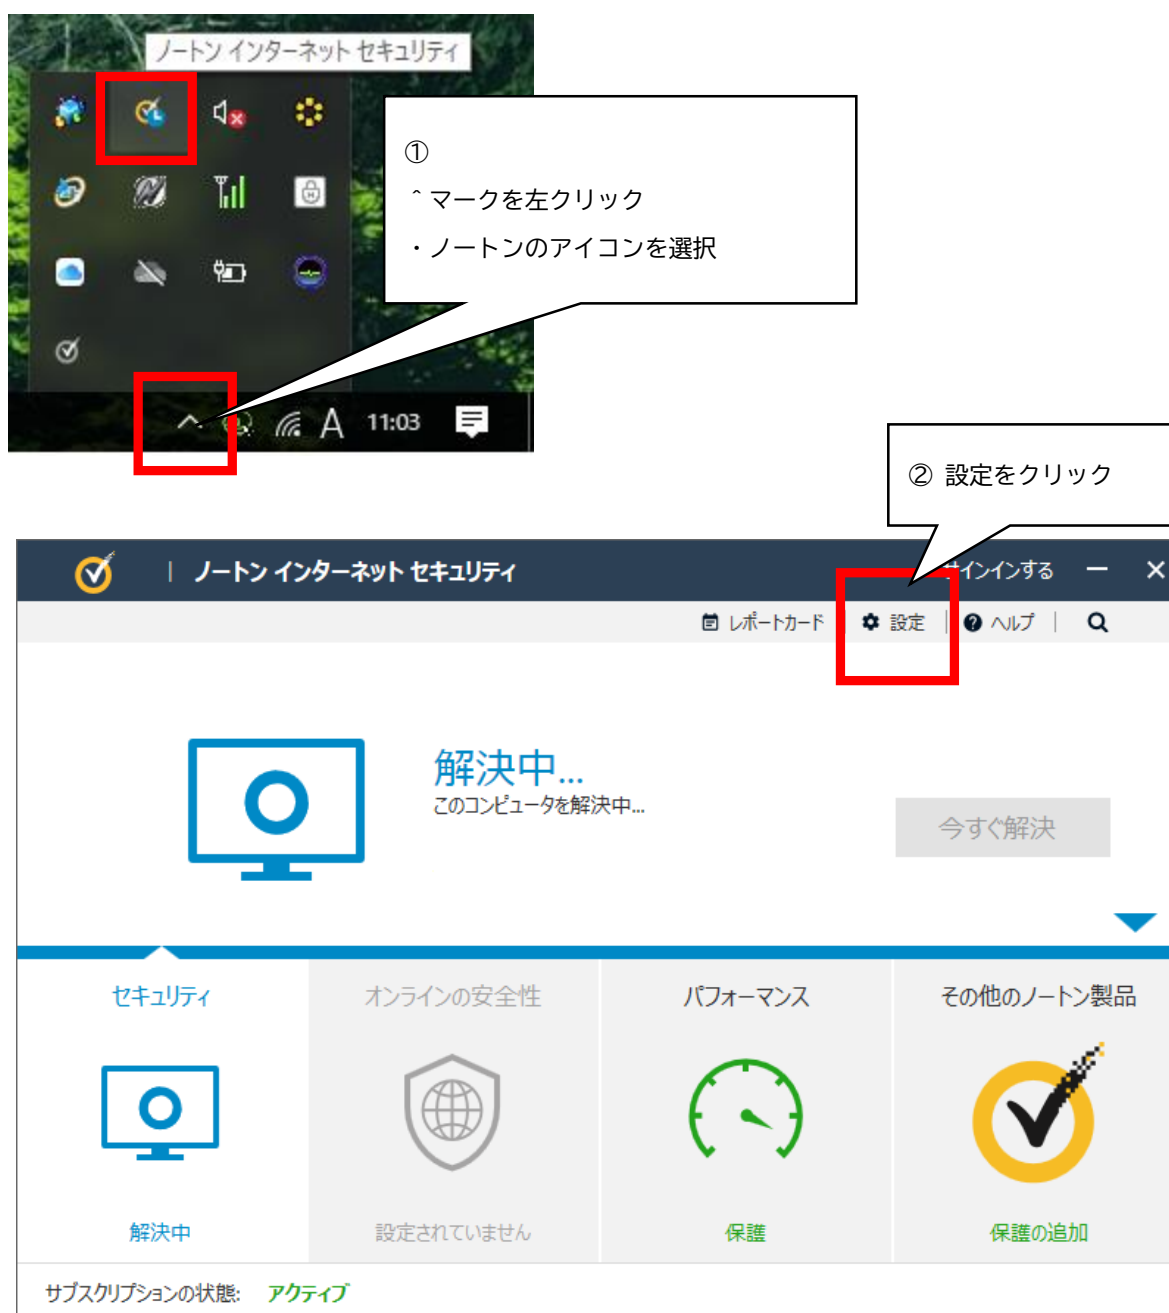 ノートン インターネット セキュリティ
①
^ マークを左クリック
・ノートンのアイコンを選択
A 11:03
② 設定をクリック
ノートン インターネット セキュリティ
サインインする
レポートカード 設定 ヘルプ
解決中...
このコンピュータを解決中...
今すぐ解決
セキュリティ オンラインの安全性 パフォーマンス その他のノートン製品
解決中 設定されていません 保護 保護の追加
サブスクリプションの状態: アクティブ